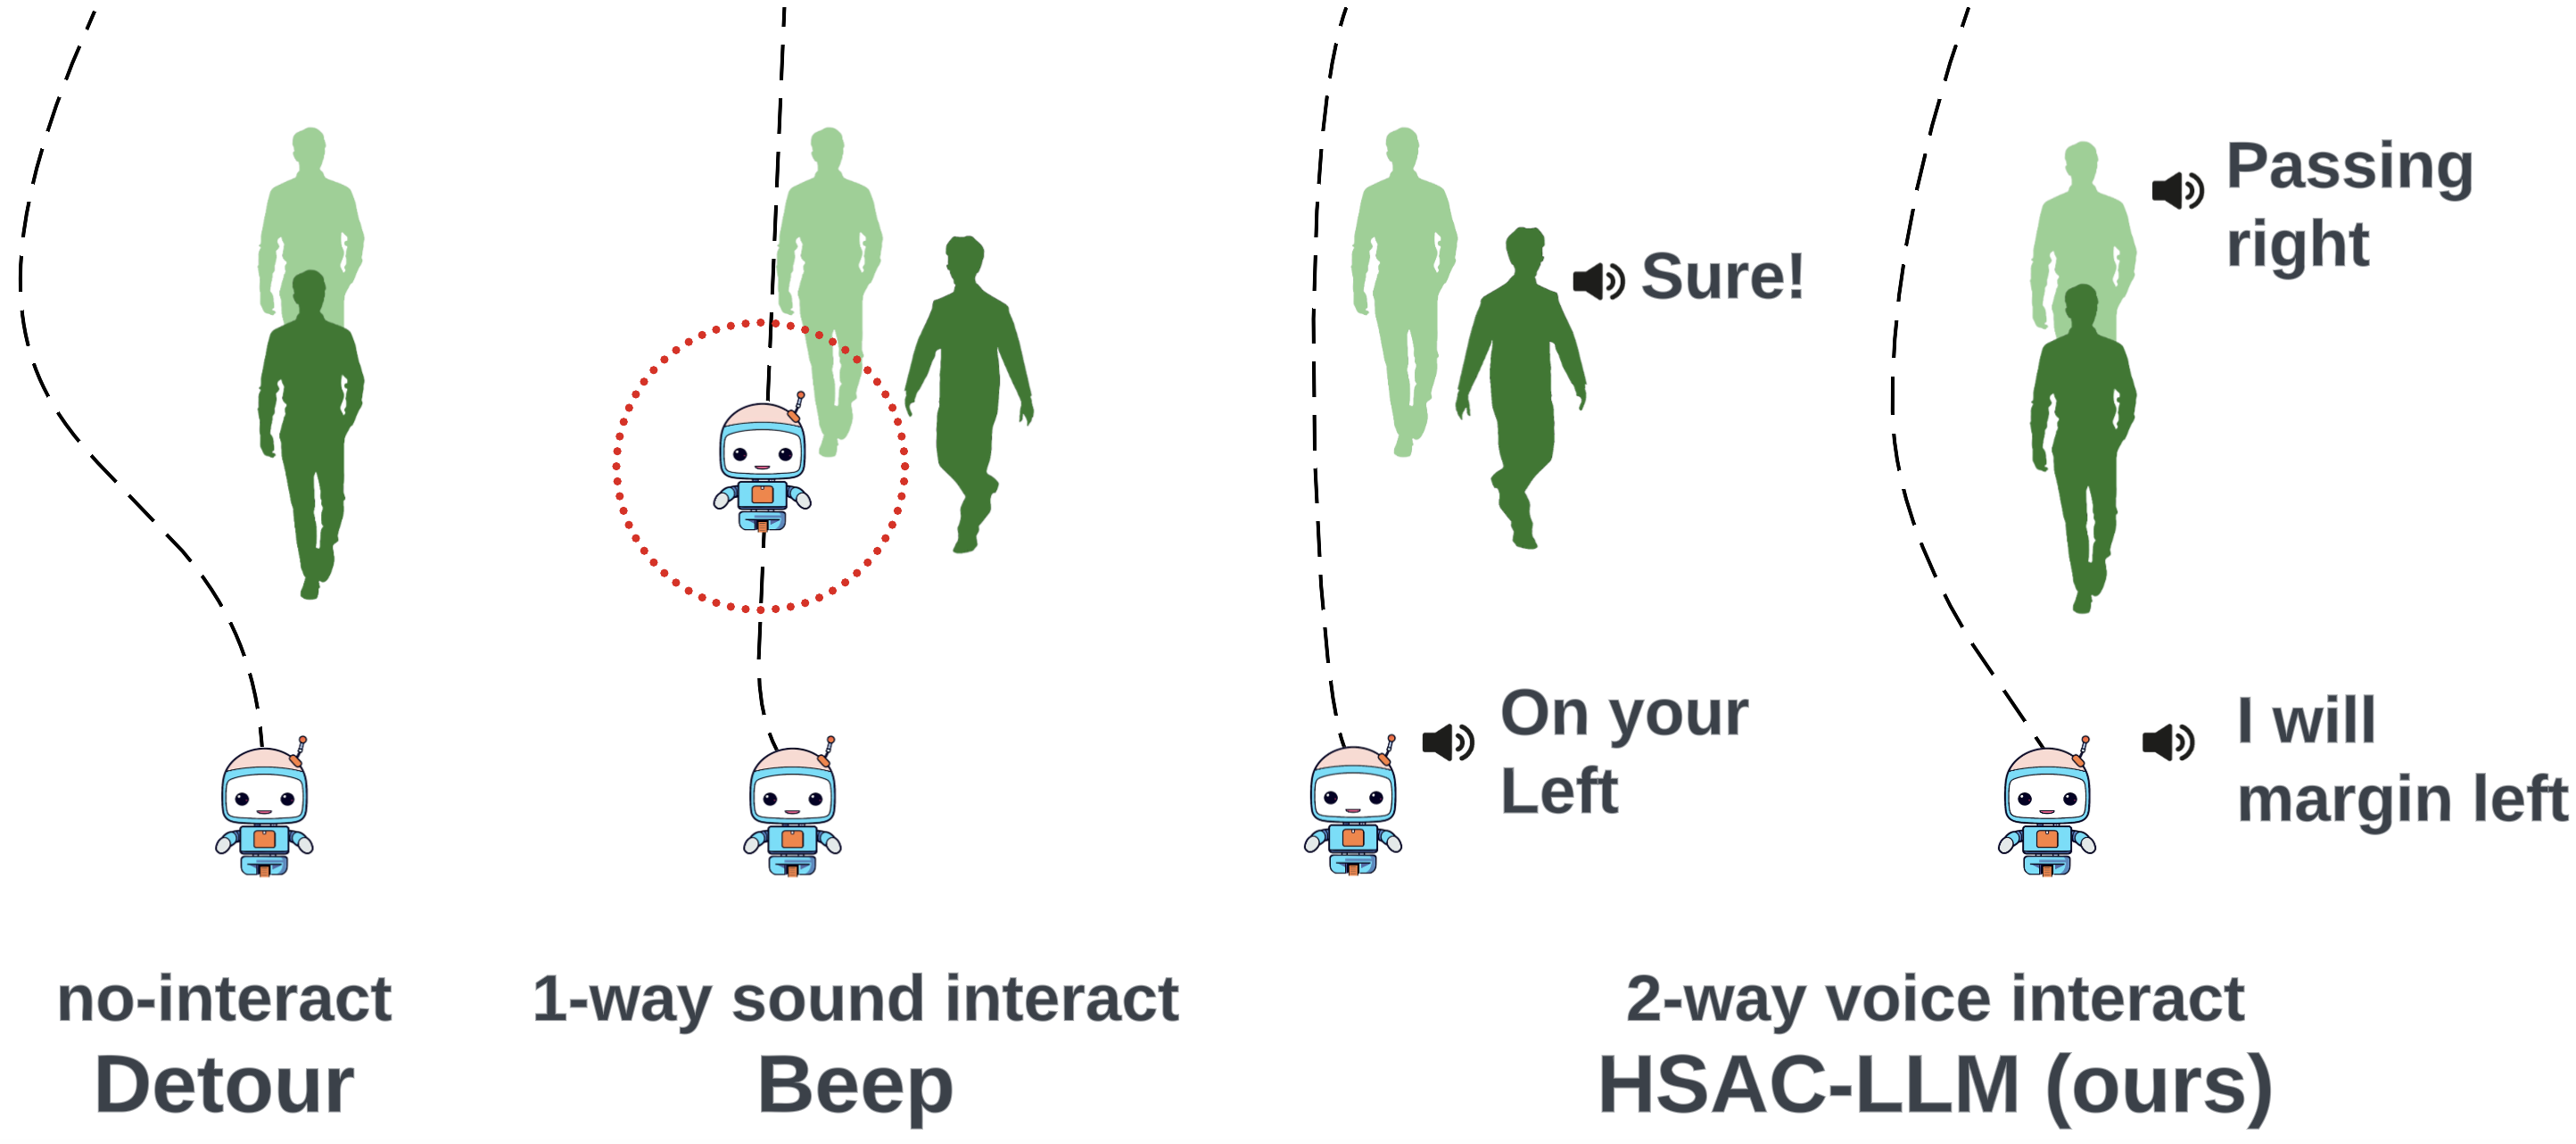 Passing
right
Sure!
On your
Left
I will
margin left
no-interact
Detour
1-way sound interact
Beep
2-way voice interact
HSAC-LLM (ours)